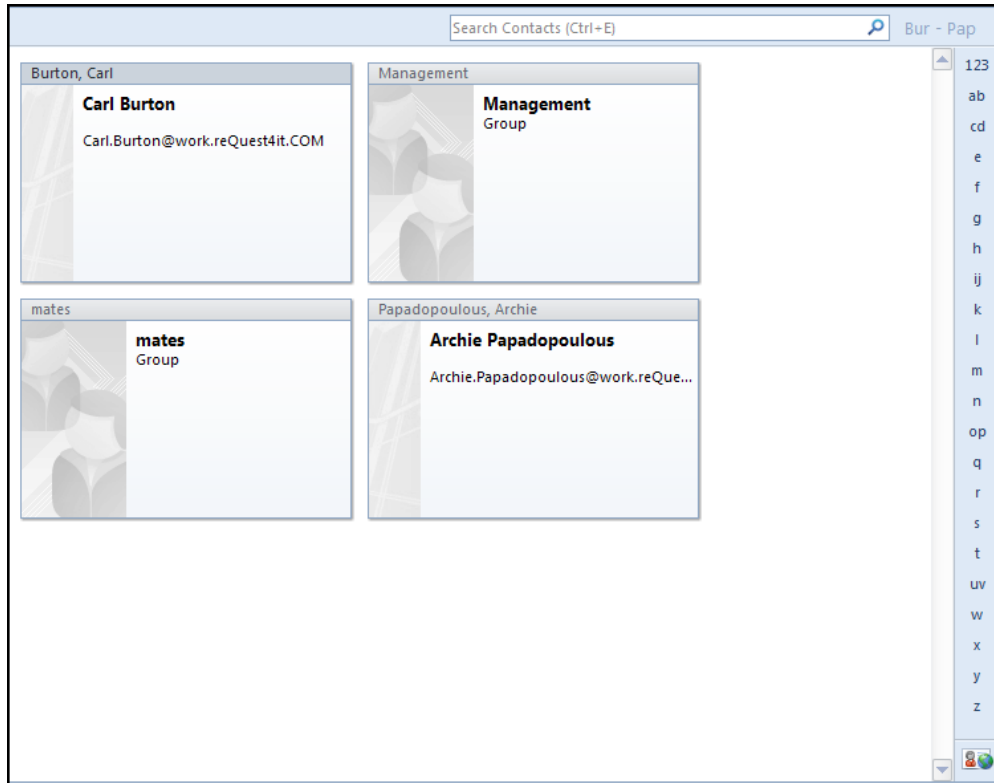 Search Contacts (Ctrl+E)
Bur - Pap
Burton, Carl
Carl Burton
Carl.Burton@work.reQuest4it.COM
Management
Management
Group
mates
mates
Group
Papadopoulous, Archie
Archie Papadopoulous
Archie.Papadopoulous@work.reQue...
123
ab
cd
e
f
g
h
ij
k
l
m
n
op
q
r
s
t
uv
w
x
y
z